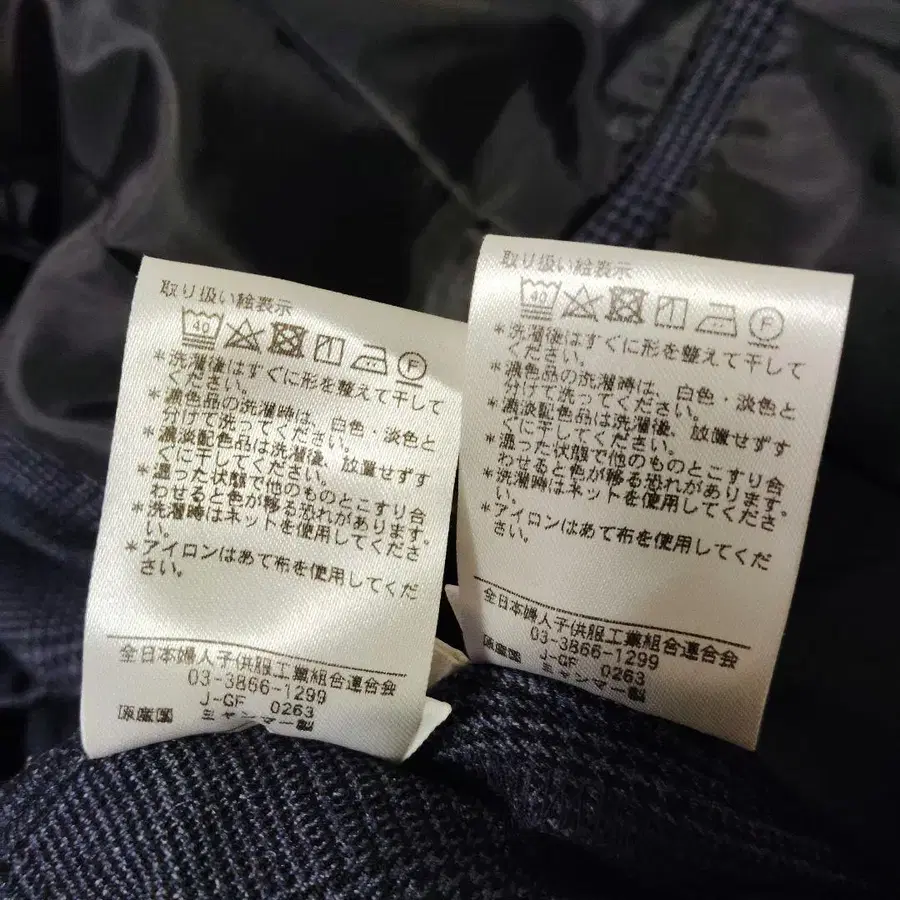 取り扱い絵表示
40
F
*洗濯後はすぐに形を整えて干して
ください。
*濃色品の洗濯時は、白色・淡色と
分けて洗ってください。
*濃淡配色品は洗濯後、放置せずす
ぐに干してください。
*湿った状態で他のものとこすり合
わせると色が移る恐れがあります。
*洗濯時はネットを使用してくださ
い。
*アイロンはあて布を使用してくだ
さい。
全日本婦人子供服工業組合連合会
03-3866-1299
J-GF 0263
原産国 ミャンマー製
取り扱い絵表示
40
F
*洗濯後はすぐに形を整えて干して
ください。
*濃色品の洗濯時は、白色・淡色と
分けて洗ってください。
*濃淡配色品は洗濯後、放置せずす
ぐに干してください。
*湿った状態で他のものとこすり合
わせると色が移る恐れがあります。
*洗濯時はネットを使用してくださ
い。
*アイロンはあて布を使用してくだ
さい。
全日本婦人子供服工業組合連合会
03-3866-1299
J-GF 0263
原産国 ミャンマー製